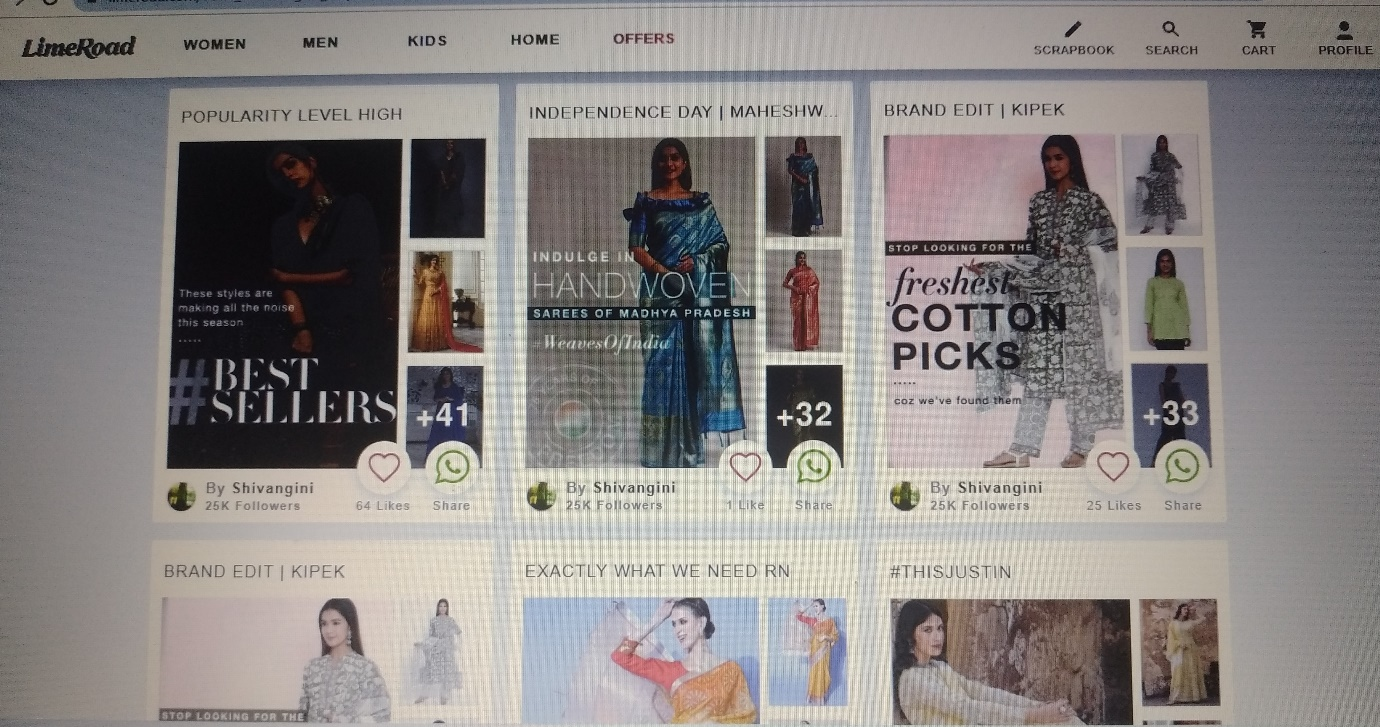 LimeRoad
WOMEN
MEN
KIDS
HOME
OFFERS
SCRAPBOOK
SEARCH
CART
PROFILE
POPULARITY LEVEL HIGH
These styles are
making all the noise
this season
#BEST
SELLERS
+41
By Shivangini
25K Followers
64 Likes
Share
INDEPENDENCE DAY | MAHESHW...
INDULGE IN
HANDWOVEN
SAREES OF MADHYA PRADESH
#WeavesOfIndia
+32
By Shivangini
25K Followers
1 Like
Share
BRAND EDIT | KIPEK
STOP LOOKING FOR THE
freshest
COTTON
PICKS
coz we've found them
+33
By Shivangini
25K Followers
25 Likes
Share
BRAND EDIT | KIPEK
STOP LOOKING FOR THE
EXACTLY WHAT WE NEED RN
#THISJUSTIN